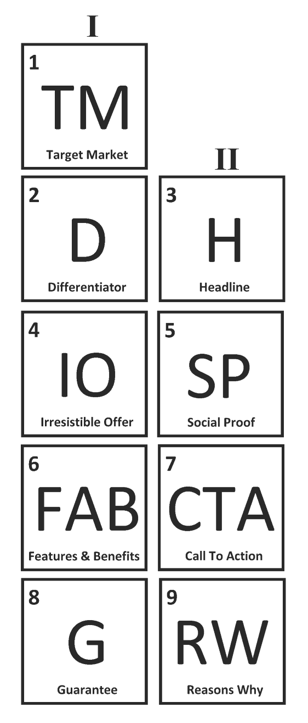 I
1
TM
Target Market
II
2
D
Differentiator
3
H
Headline
4
IO
Irresistible Offer
5
SP
Social Proof
6
FAB
Features & Benefits
7
CTA
Call To Action
8
G
Guarantee
9
RW
Reasons Why